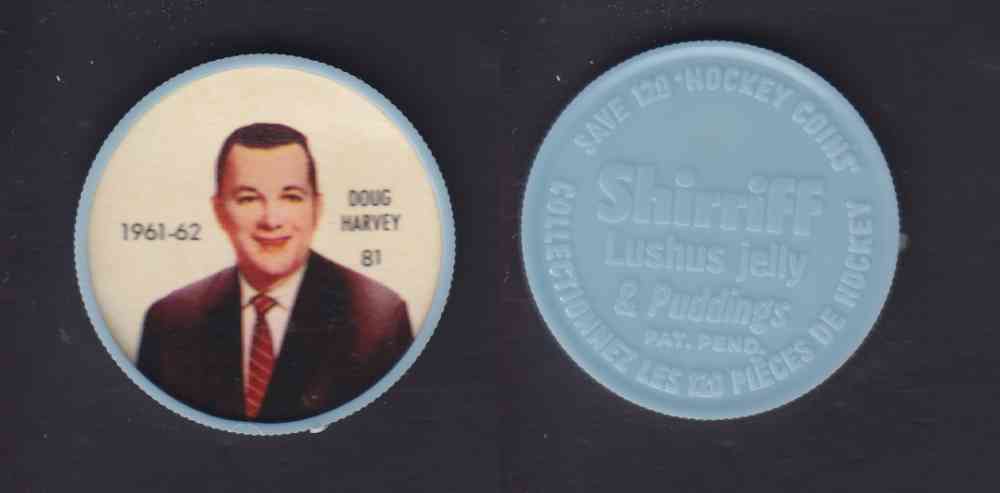 1961-62
DOUG
HARVEY
81
SAVE 120 "HOCKEY COINS"
Shirriff
Lushus jelly
& Puddings
PAT. PEND.
COLLECTIONNEZ LES 120 PIÈCES DE HOCKEY